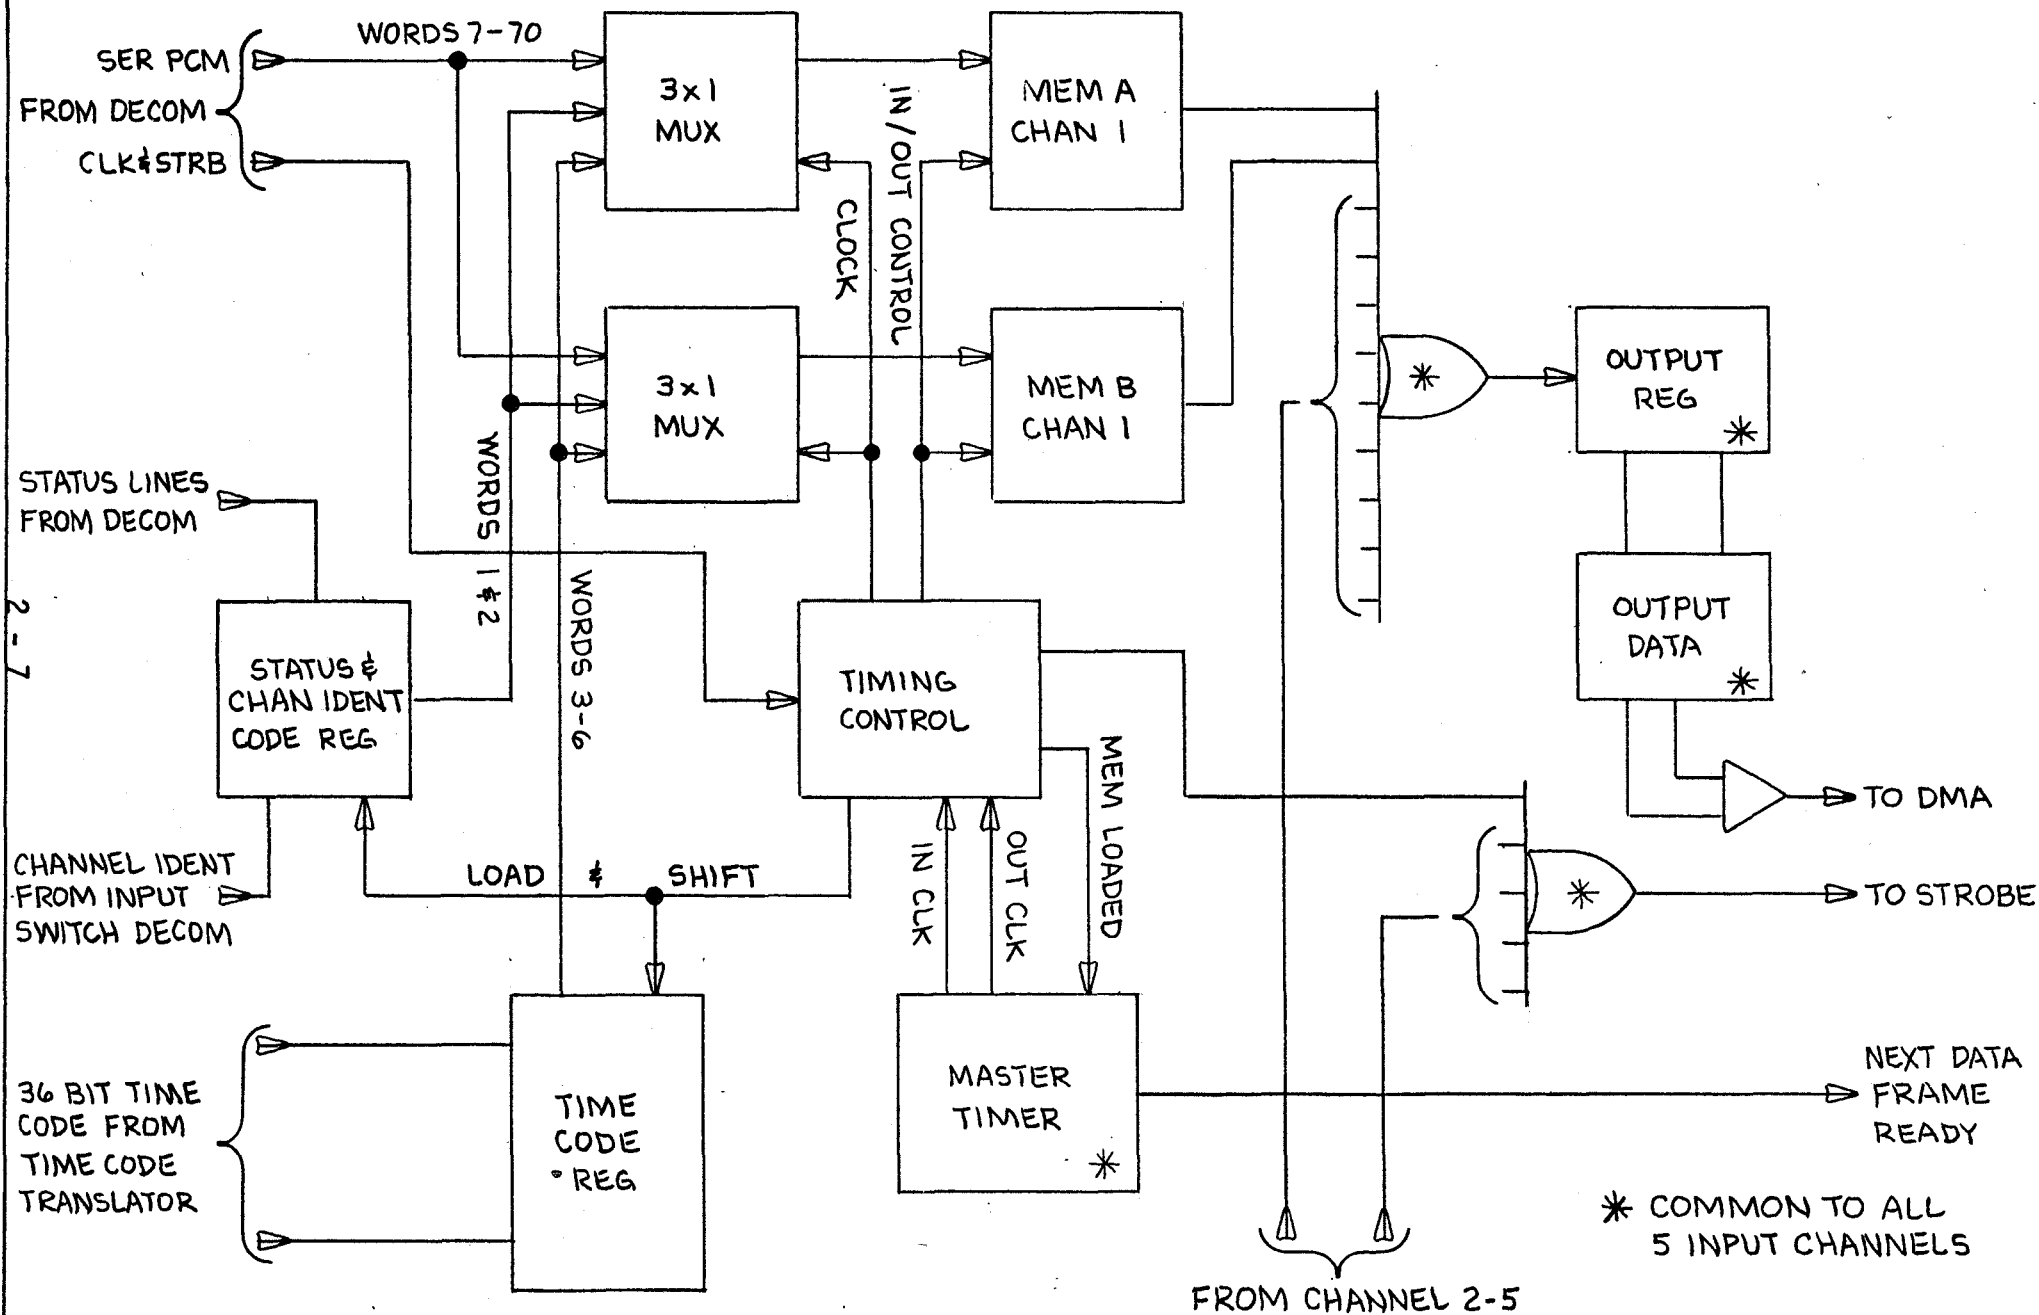 WORDS 7-70
SER PCM
FROM DECOM
CLK & STRB
3x1
MUX
MEM A
CHAN 1
IN/OUT CONTROL
CLOCK
3x1
MUX
MEM B
CHAN 1
*
OUTPUT
REG
*
STATUS LINES
FROM DECOM
WORDS 1 & 2
WORDS 3-6
OUTPUT
DATA
*
2-7
STATUS &
CHAN IDENT
CODE REG
TIMING
CONTROL
MEM LOADED
TO DMA
CHANNEL IDENT
FROM INPUT
SWITCH DECOM
LOAD & SHIFT
IN CLK
OUT CLK
*
TO STROBE
36 BIT TIME
CODE FROM
TIME CODE
TRANSLATOR
TIME
CODE
REG
MASTER
TIMER
*
NEXT DATA
FRAME
READY
* COMMON TO ALL
5 INPUT CHANNELS
FROM CHANNEL 2-5